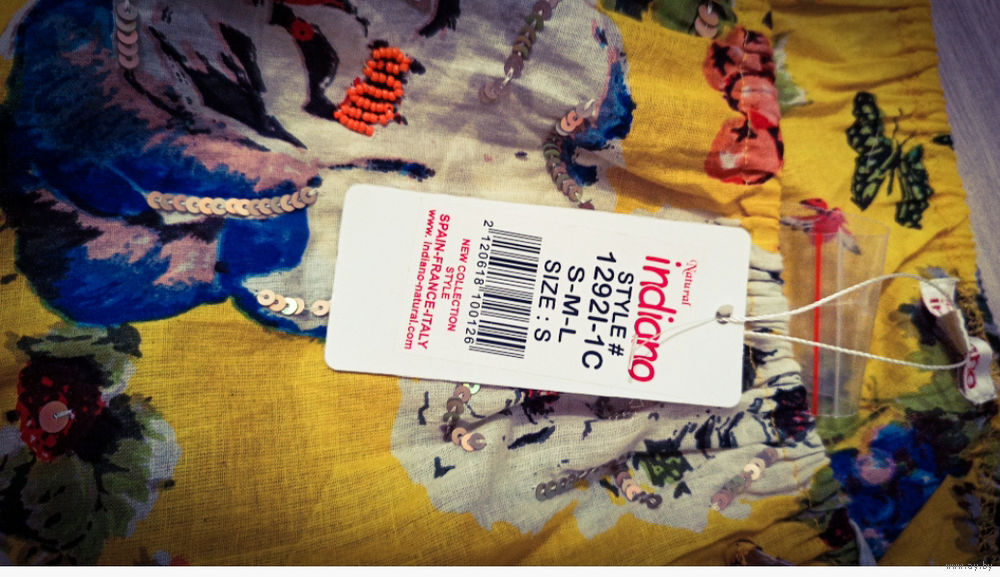 Natural
indiano
STYLE #
12921-1C
S-M-L
SIZE : S
2 120618 100126
NEW COLLECTION
STYLE
SPAIN-FRANCE-ITALY
www. indiano-natural.com